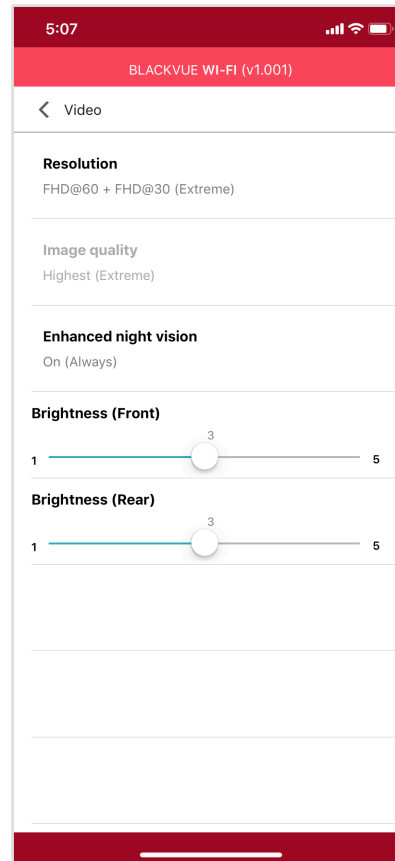 5:07
BLACKVUE WI-FI (v1.001)
Video
Resolution
FHD@60 + FHD@30 (Extreme)
Image quality
Highest (Extreme)
Enhanced night vision
On (Always)
Brightness (Front)
3
1 5
Brightness (Rear)
3
1 5